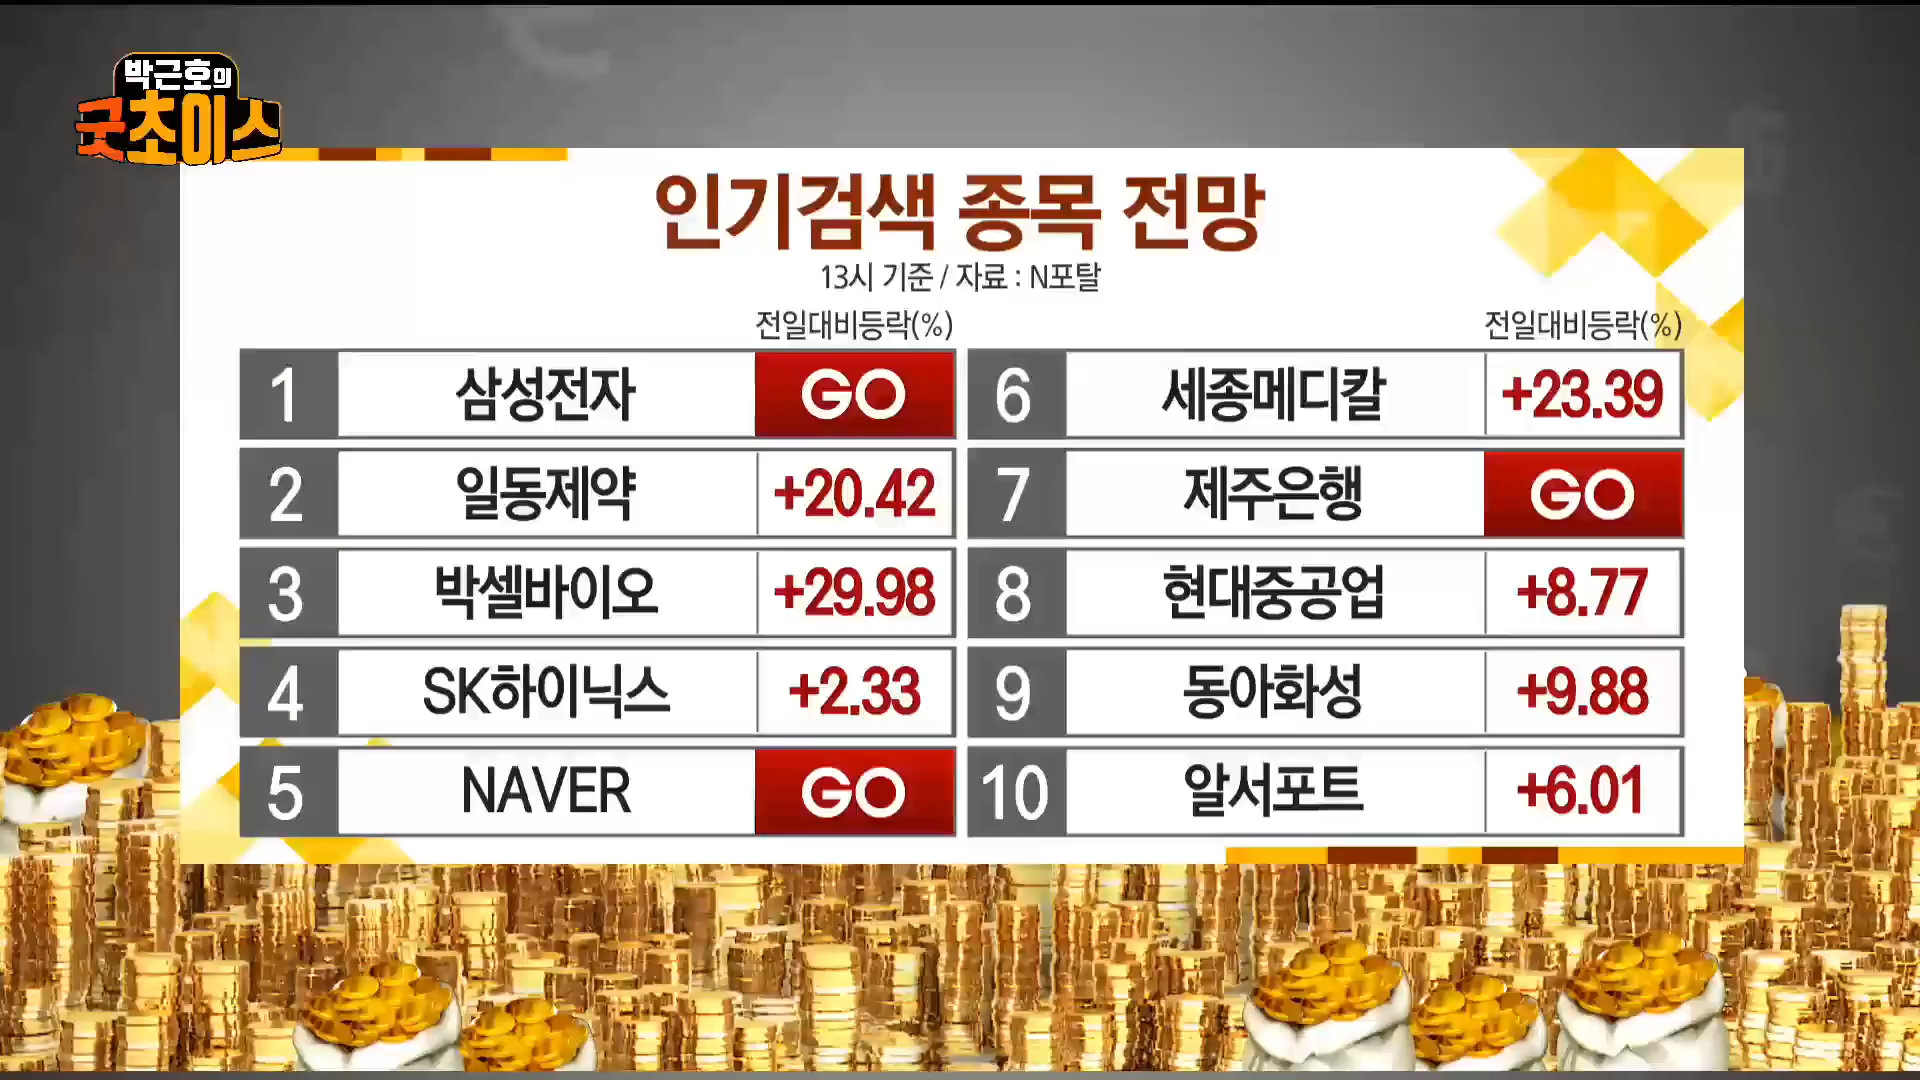 박근호의
굿초이스
인기검색 종목 전망
13시 기준 / 자료 : N포탈
전일대비등락(%)
1 삼성전자 GO
2 일동제약 +20.42
3 박셀바이오 +29.98
4 SK하이닉스 +2.33
5 NAVER GO
전일대비등락(%)
6 세종메디칼 +23.39
7 제주은행 GO
8 현대중공업 +8.77
9 동아화성 +9.88
10 알서포트 +6.01